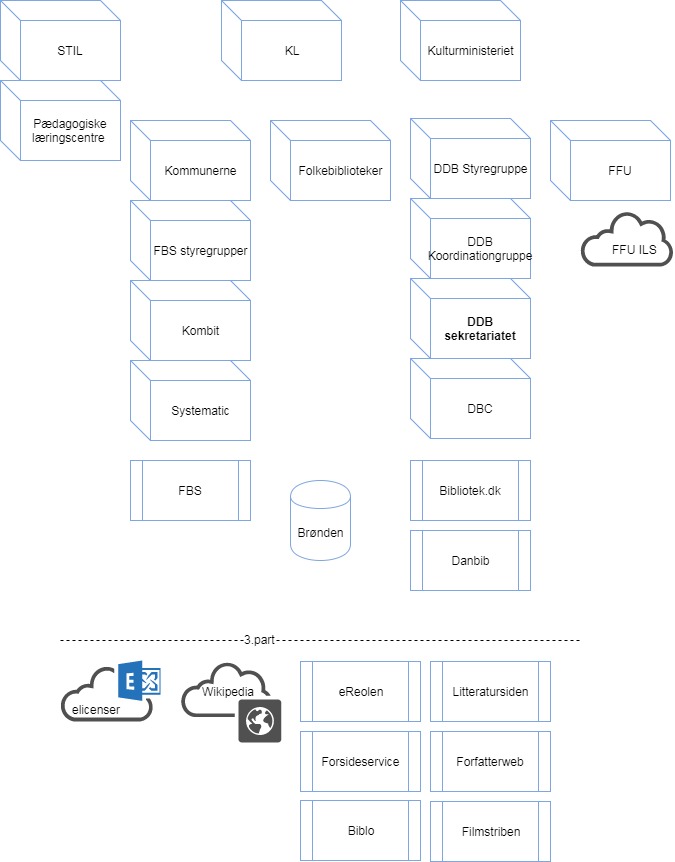 STIL
KL
Kulturministeriet
Pædagogiske
læringscentre
Kommunerne
Folkebiblioteker
DDB Styregruppe
FFU
FBS styregrupper
DDB
Koordinationgruppe
FFU ILS
Kombit
DDB
sekretariatet
Systematic
DBC
FBS
Brønden
Bibliotek.dk
Danbib
3.part
elicenser
E
Wikipedia
eReolen
Litteratursiden
Forsideservice
Forfatterweb
Biblo
Filmstriben